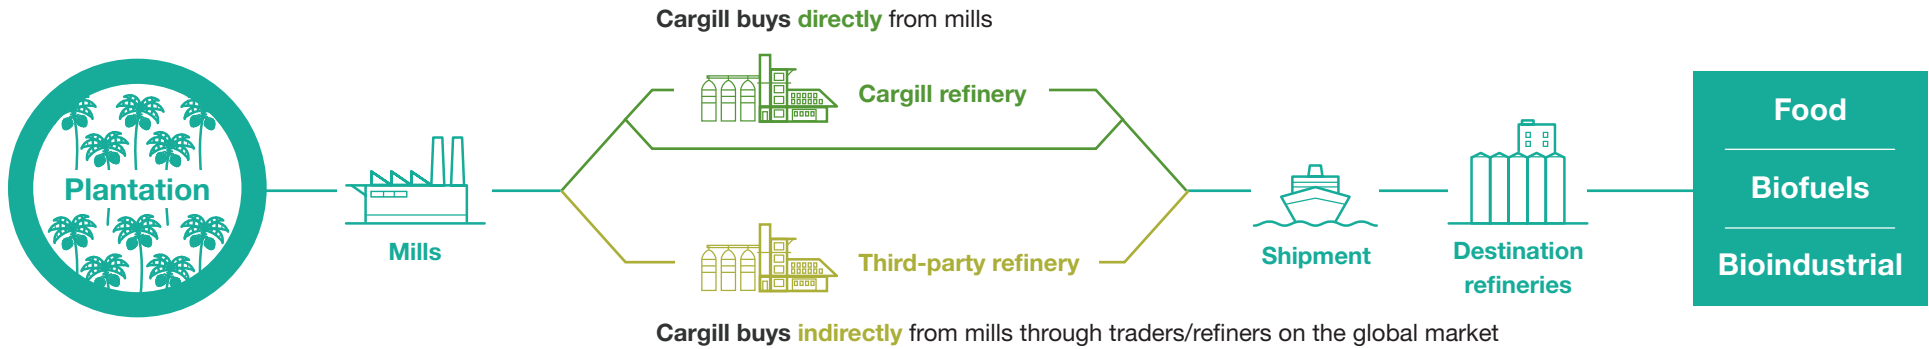 Cargill buys directly from mills
Plantation
Mills
Cargill refinery
Third-party refinery
Cargill buys indirectly from mills through traders/refiners on the global market
Shipment
Destination
refineries
Food
Biofuels
Bioindustrial